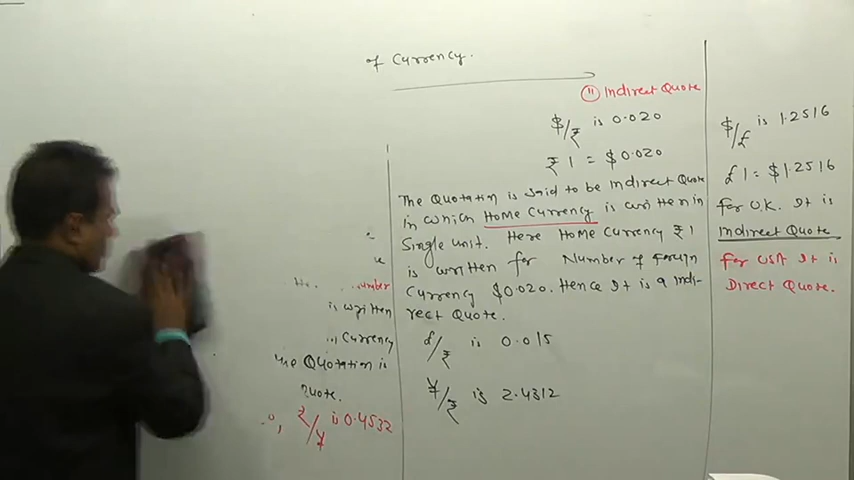 of Currency.
II Indirect Quote
$/₹ is 0.020
₹ 1 = $0.020
The Quotation is said to be Indirect Quote
in which Home Currency is written in
Single unit. Here Home Currency ₹ 1
is written for Number of Foreign
Currency $0.020. Hence It is a Indi-
rect Quote.
£/₹ is 0.015
¥/₹ is 2.4312
$/£ is 1.2516
£1 = $1.2516
for U.K. It is
Indirect Quote
for USA It is
Direct Quote.
number
is written
Currency
Quotation is
Quote.
₹/¥ is 0.4532